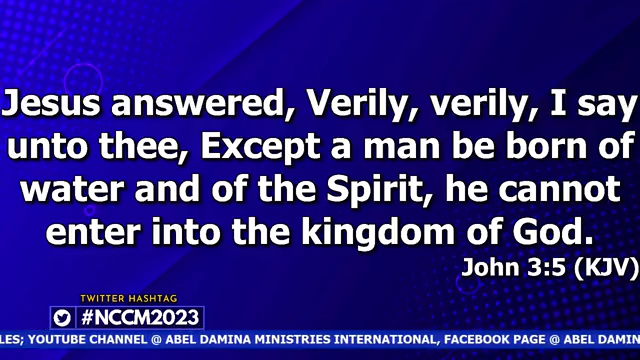 Jesus answered, Verily, verily, I say
unto thee, Except a man be born of
water and of the Spirit, he cannot
enter into the kingdom of God.
John 3:5 (KJV)
TWITTER HASHTAG
#NCCM2023
LES; YOUTUBE CHANNEL @ ABEL DAMINA MINISTRIES INTERNATIONAL, FACEBOOK PAGE @ ABEL DAMIN